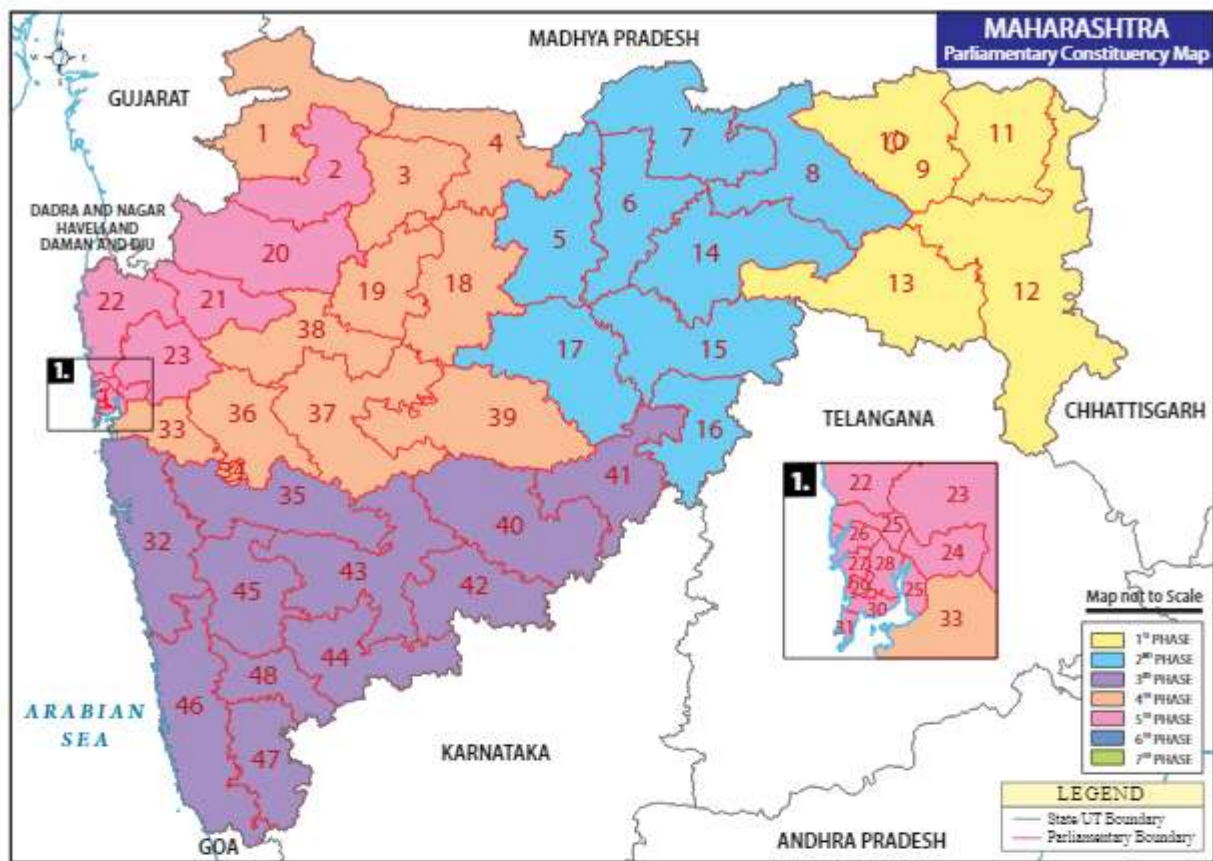 MAHARASHTRA
Parliamentary Constituency Map
MADHYA PRADESH
GUJARAT
DADRA AND NAGAR
HAVELI AND
DAMAN AND DIU
N
W
E
S
1
2
3
4
5
6
7
8
10
9
11
12
13
14
15
16
17
18
19
20
21
22
23
1.
38
36
37
39
33
34
35
32
40
41
42
43
44
45
46
47
48
TELANGANA
CHHATTISGARH
ARABIAN
SEA
KARNATAKA
GOA
ANDHRA PRADESH
1.
22
23
25
26
24
27
28
29
25
30
31
33
Map not to Scale
1ST PHASE
2ND PHASE
3RD PHASE
4TH PHASE
5TH PHASE
6TH PHASE
7TH PHASE
LEGEND
State UT Boundary
Parliamentary Boundary